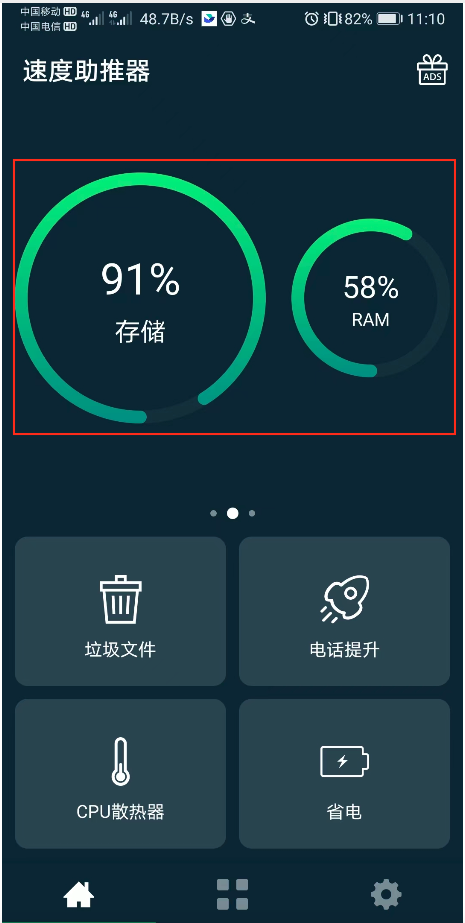 中国移动 HD 4G 4G 48.7B/s 82% 11:10
中国电信 HD
速度助推器
ADS
91%
存储
58%
RAM
垃圾文件
电话提升
CPU散热器
省电